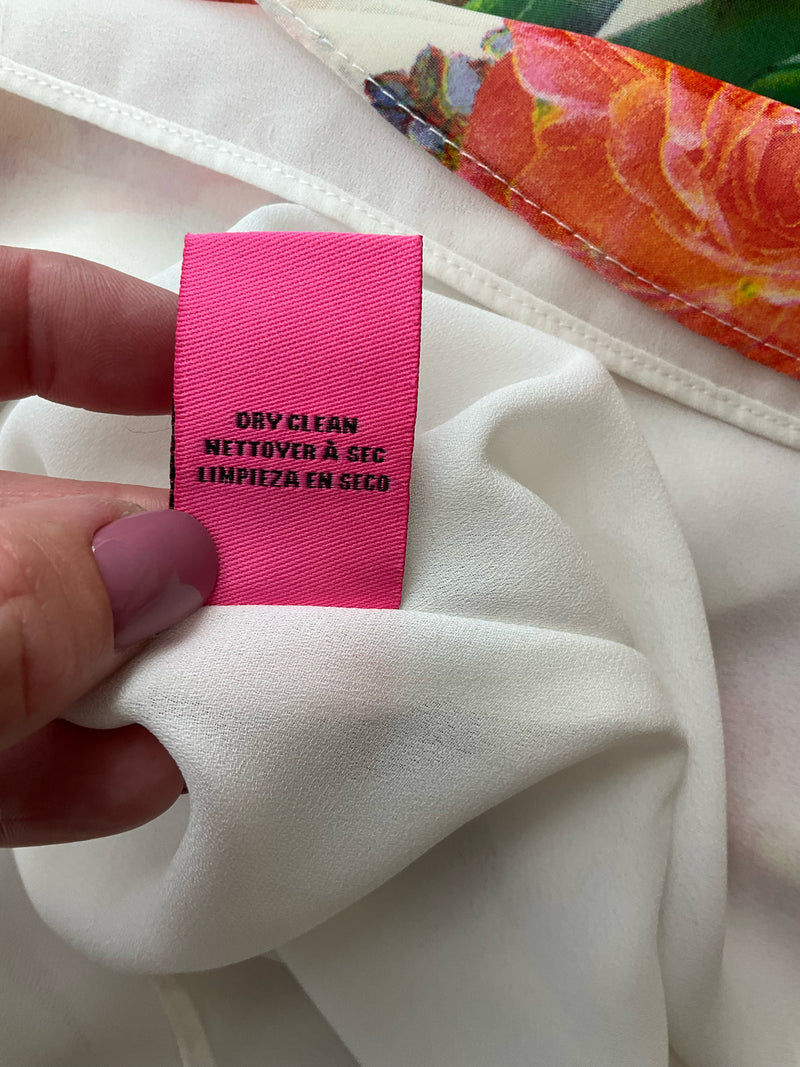 DRY CLEAN
NETTOYER À SEC
LIMPIEZA EN SECO